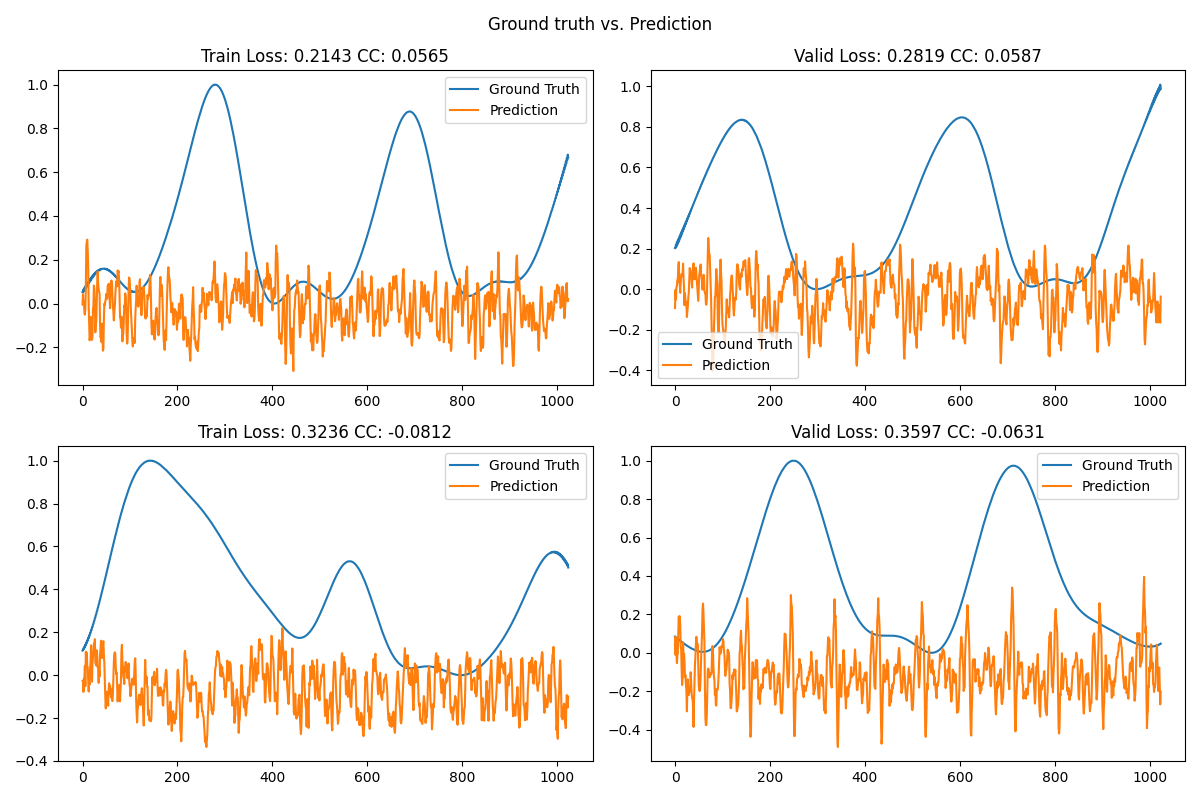 Ground truth vs. Prediction
Train Loss: 0.2143 CC: 0.0565
1.0
0.8
0.6
0.4
0.2
0.0
−0.2
Ground Truth
Prediction
0 200 400 600 800 1000
Valid Loss: 0.2819 CC: 0.0587
1.0
0.8
0.6
0.4
0.2
0.0
−0.2
−0.4
Ground Truth
Prediction
0 200 400 600 800 1000
Train Loss: 0.3236 CC: -0.0812
1.0
0.8
0.6
0.4
0.2
0.0
−0.2
−0.4
Ground Truth
Prediction
0 200 400 600 800 1000
Valid Loss: 0.3597 CC: -0.0631
1.0
0.8
0.6
0.4
0.2
0.0
−0.2
−0.4
Ground Truth
Prediction
0 200 400 600 800 1000